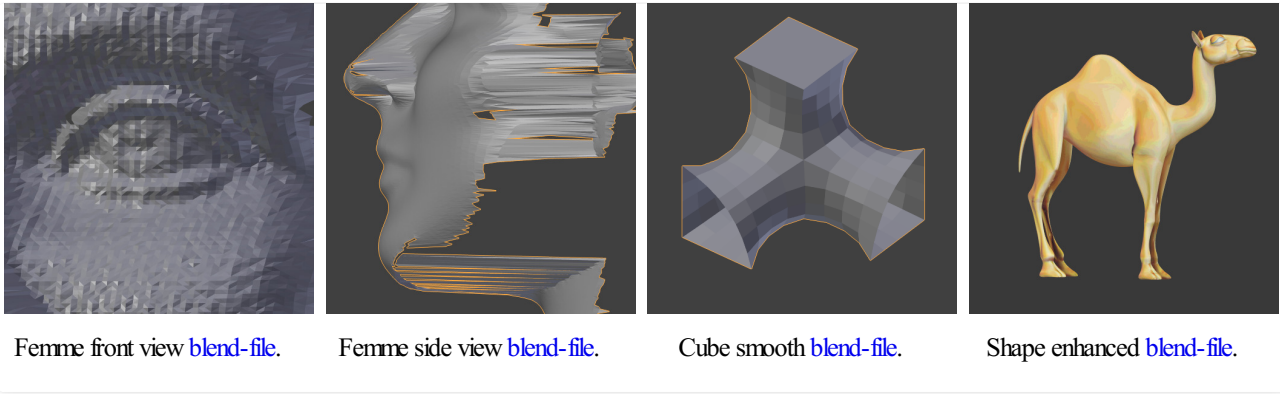 Femme front view blend-file.
Femme side view blend-file.
Cube smooth blend-file.
Shape enhanced blend-file.